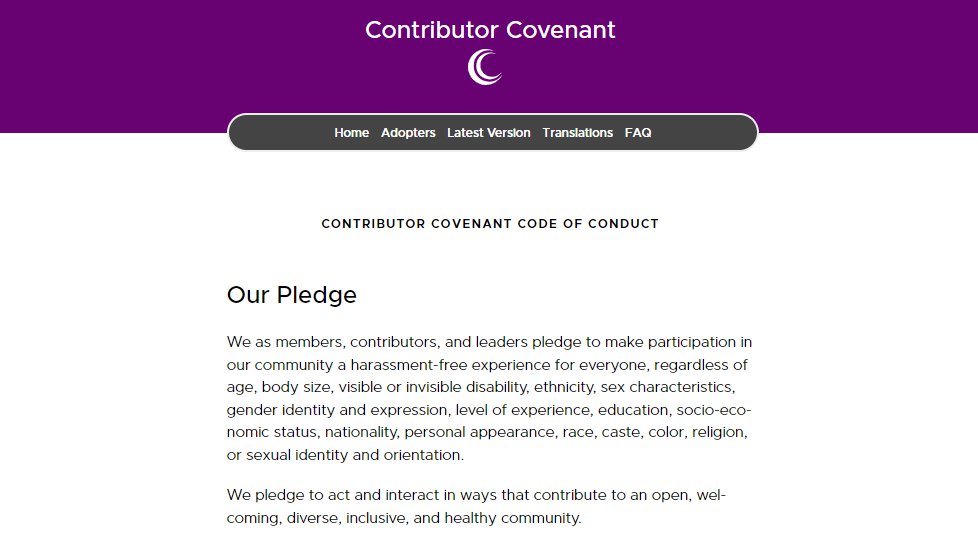 Contributor Covenant
Home Adopters Latest Version Translations FAQ
CONTRIBUTOR COVENANT CODE OF CONDUCT
Our Pledge
We as members, contributors, and leaders pledge to make participation in
our community a harassment-free experience for everyone, regardless of
age, body size, visible or invisible disability, ethnicity, sex characteristics,
gender identity and expression, level of experience, education, socio-eco-
nomic status, nationality, personal appearance, race, caste, color, religion,
or sexual identity and orientation.
We pledge to act and interact in ways that contribute to an open, wel-
coming, diverse, inclusive, and healthy community.